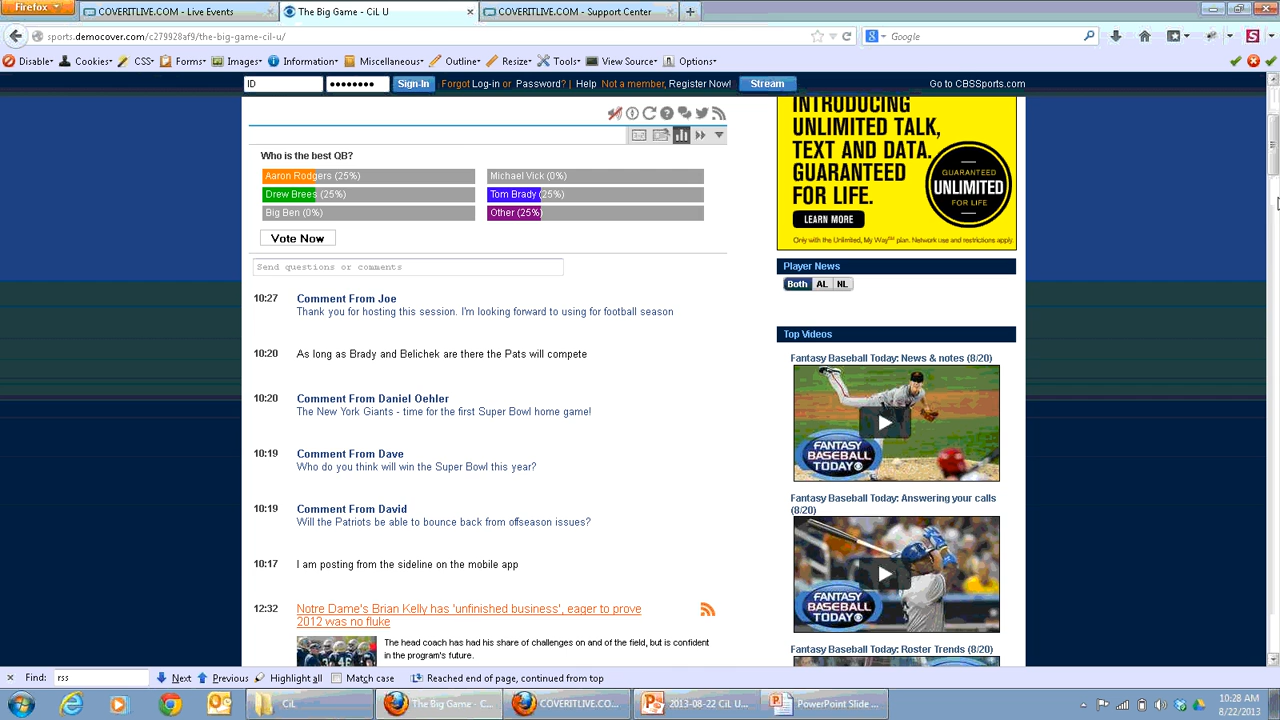 Firefox
COVERITLIVE.COM - Live Events
The Big Game - CiL U
COVERITLIVE.COM - Support Center
sports.democover.com/c279928af9/the-big-game-cil-u/
Google
Disable
Cookies
CSS
Forms
Images
Information
Miscellaneous
Outline
Resize
Tools
View Source
Options
ID
Sign-In
Forgot Log-in or Password? | Help Not a member, Register Now!
Stream
Go to CBSSports.com
Who is the best QB?
Aaron Rodgers (25%)
Michael Vick (0%)
Drew Brees (25%)
Tom Brady (25%)
Big Ben (0%)
Other (25%)
Vote Now
Send questions or comments
10:27 Comment From Joe
Thank you for hosting this session. I'm looking forward to using for football season
10:20 As long as Brady and Belichek are there the Pats will compete
10:20 Comment From Daniel Oehler
The New York Giants - time for the first Super Bowl home game!
10:19 Comment From Dave
Who do you think will win the Super Bowl this year?
10:19 Comment From David
Will the Patriots be able to bounce back from offseason issues?
10:17 I am posting from the sideline on the mobile app
12:32 Notre Dame's Brian Kelly has 'unfinished business', eager to prove
2012 was no fluke
The head coach has had his share of challenges on and of the field, but is confident
in the program's future.
INTRODUCING
UNLIMITED TALK,
TEXT AND DATA.
GUARANTEED
FOR LIFE.
LEARN MORE
GUARANTEED
UNLIMITED
FOR LIFE
Only with the Unlimited, My Way℠ plan. Network use and restrictions apply.
Player News
Both AL NL
Top Videos
Fantasy Baseball Today: News & notes (8/20)
FANTASY
BASEBALL
TODAY
Fantasy Baseball Today: Answering your calls
(8/20)
FANTASY
BASEBALL
TODAY
Fantasy Baseball Today: Roster Trends (8/20)
Find: rss
Next
Previous
Highlight all
Match case
Reached end of page, continued from top
CiL
The Big Game - C...
COVERITLIVE.CO...
2013-08-22 CiL U...
PowerPoint Slide ...
10:28 AM
8/22/2013